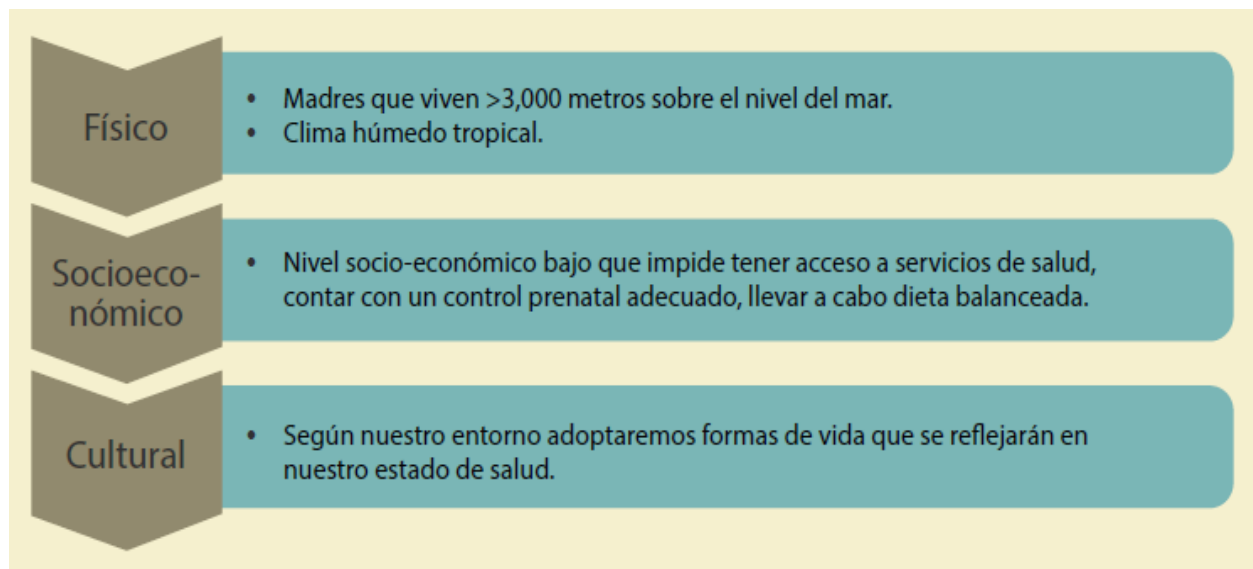 Físico
• Madres que viven >3,000 metros sobre el nivel del mar.
• Clima húmedo tropical.
Socioeco-
nómico
• Nivel socio-económico bajo que impide tener acceso a servicios de salud,
contar con un control prenatal adecuado, llevar a cabo dieta balanceada.
Cultural
• Según nuestro entorno adoptaremos formas de vida que se reflejarán en
nuestro estado de salud.